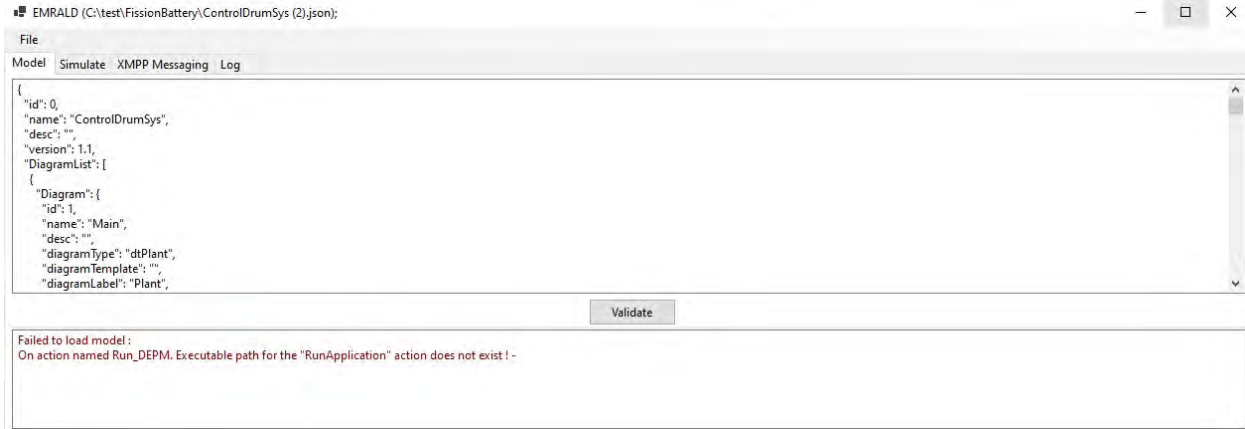 EMRALD (C:\test\FissionBattery\ControlDrumSys (2).json);
File
Model Simulate XMPP Messaging Log
{
"id": 0,
"name": "ControlDrumSys",
"desc": "",
"version": 1.1,
"DiagramList": [
{
"Diagram": {
"id": 1,
"name": "Main",
"desc": "",
"diagramType": "dtPlant",
"diagramTemplate": "",
"diagramLabel": "Plant",
Validate
Failed to load model :
On action named Run_DEPM. Executable path for the "RunApplication" action does not exist ! -